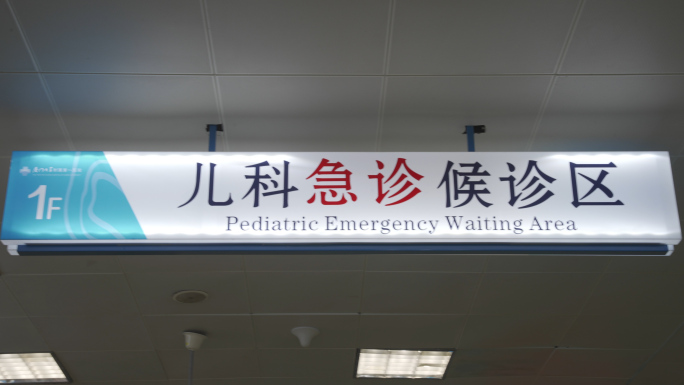 1F
儿科急诊候诊区
Pediatric Emergency Waiting Area